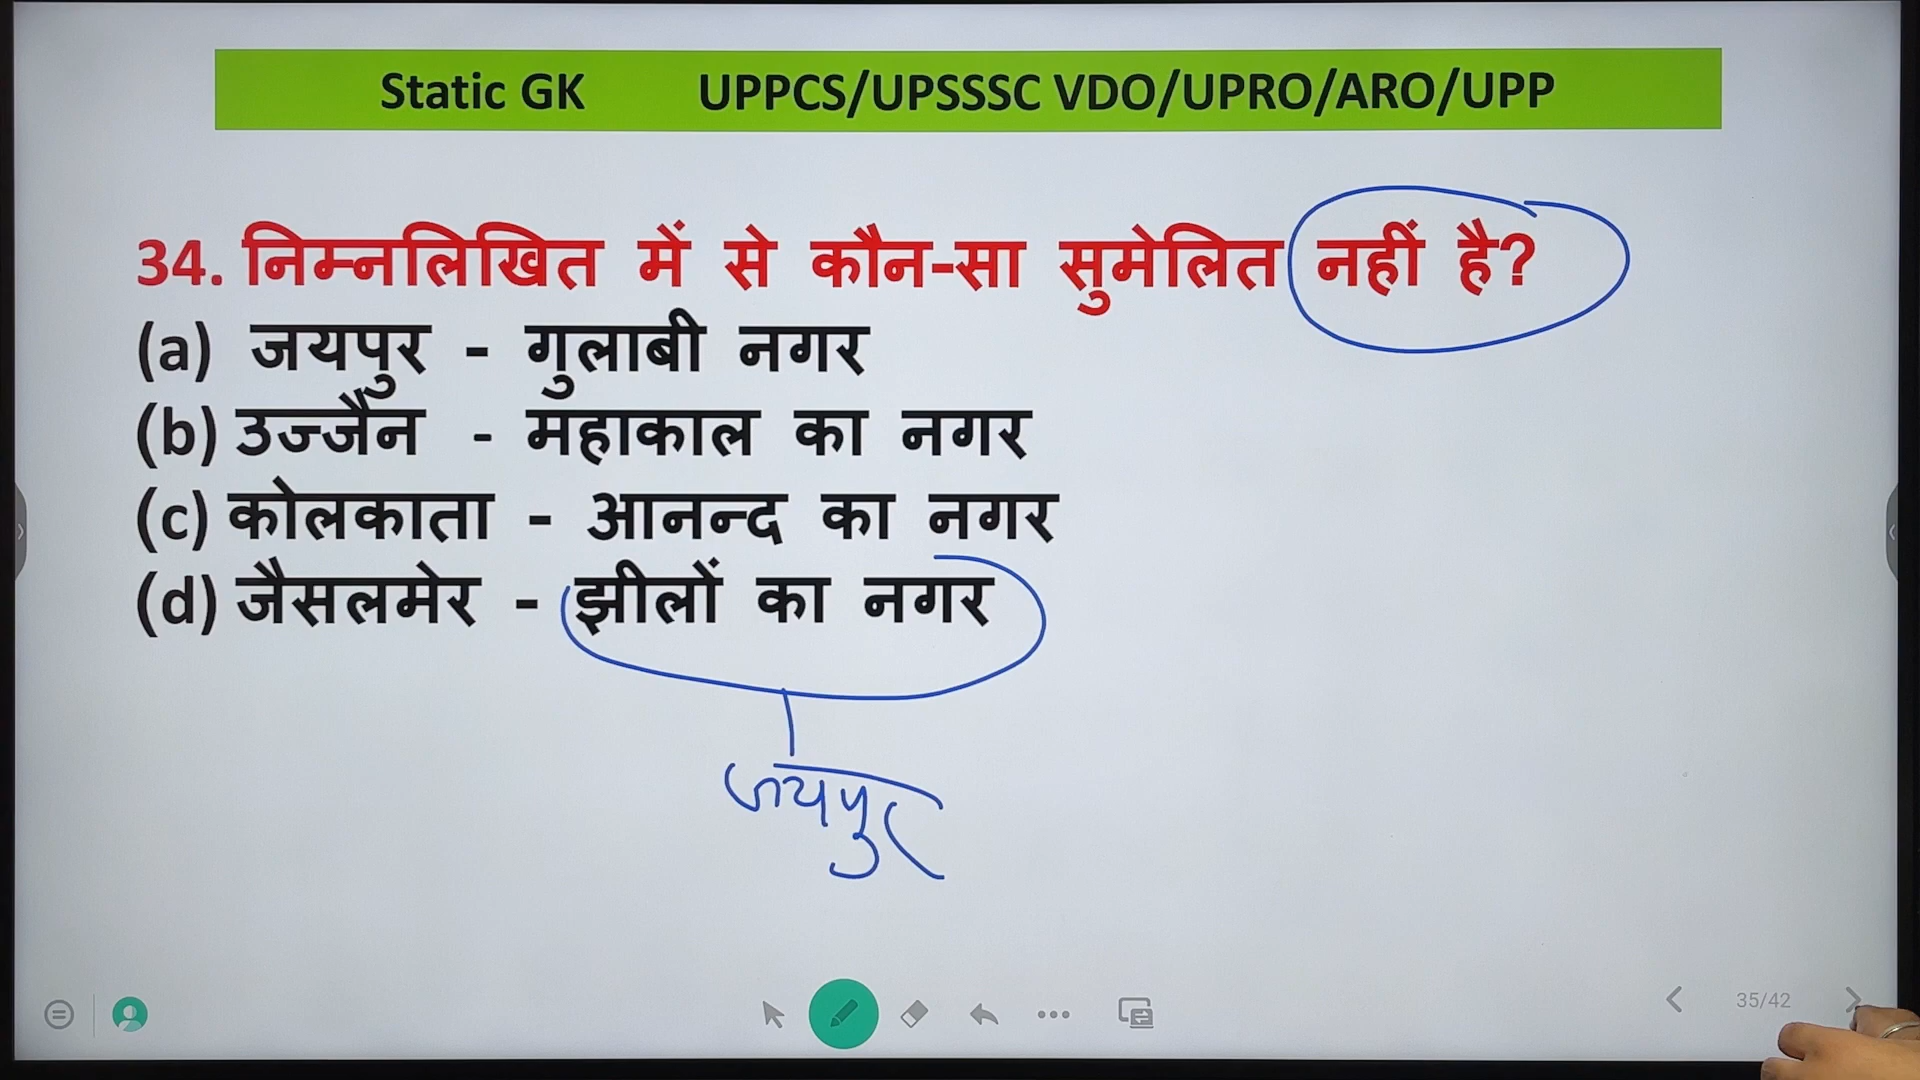 Static GK UPPCS/UPSSSC VDO/UPRO/ARO/UPP
34. निम्नलिखित में से कौन-सा सुमेलित नहीं है?
(a) जयपुर - गुलाबी नगर
(b) उज्जैन - महाकाल का नगर
(c) कोलकाता - आनन्द का नगर
(d) जैसलमेर - झीलों का नगर
जयपुर
35/42